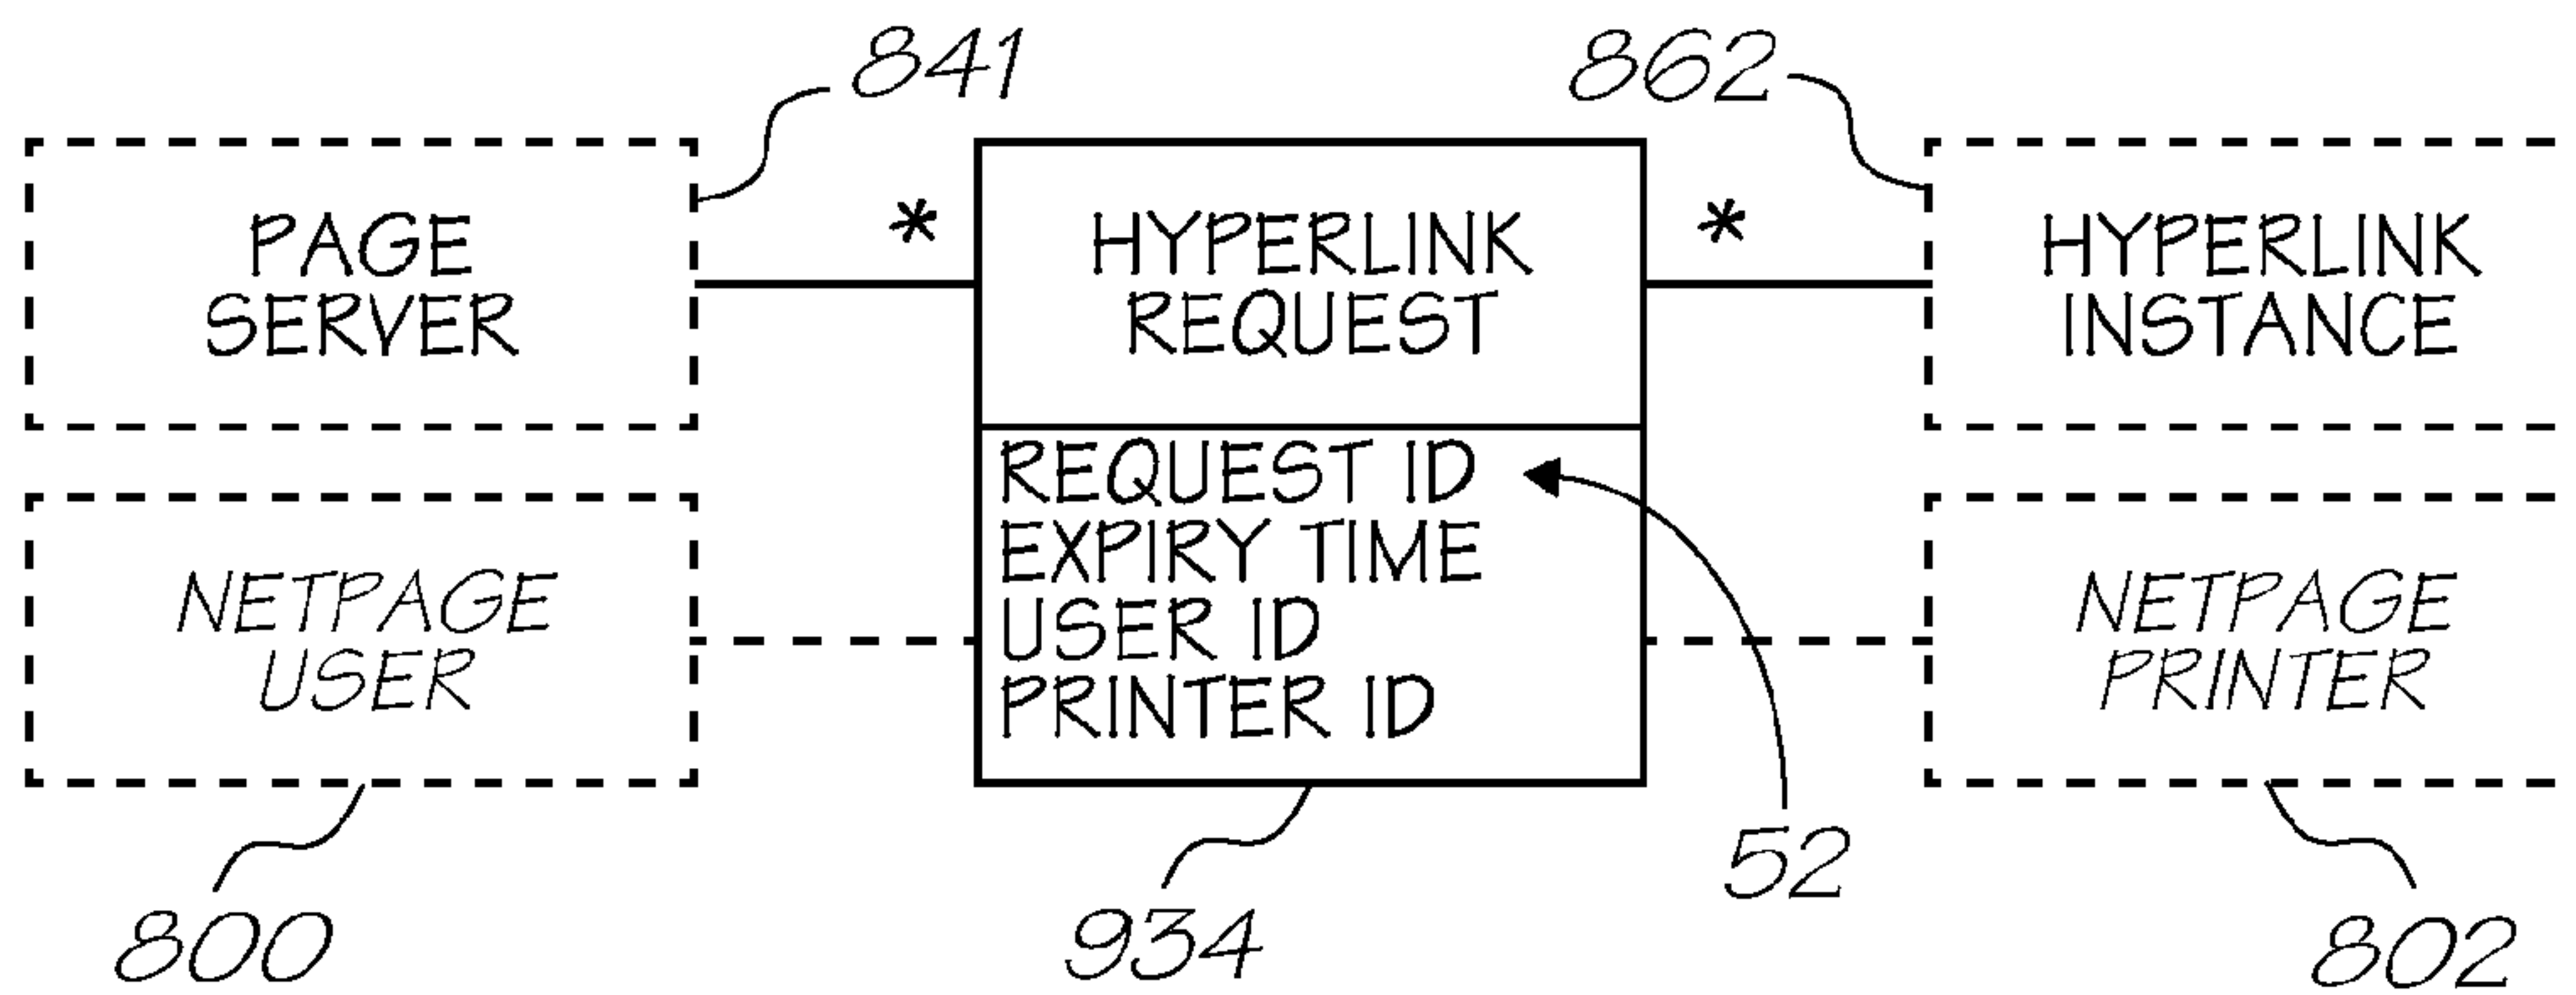 841
862
PAGE
SERVER
*
HYPERLINK
REQUEST
*
HYPERLINK
INSTANCE
REQUEST ID
EXPIRY TIME
USER ID
PRINTER ID
NETPAGE
USER
NETPAGE
PRINTER
52
800
934
802